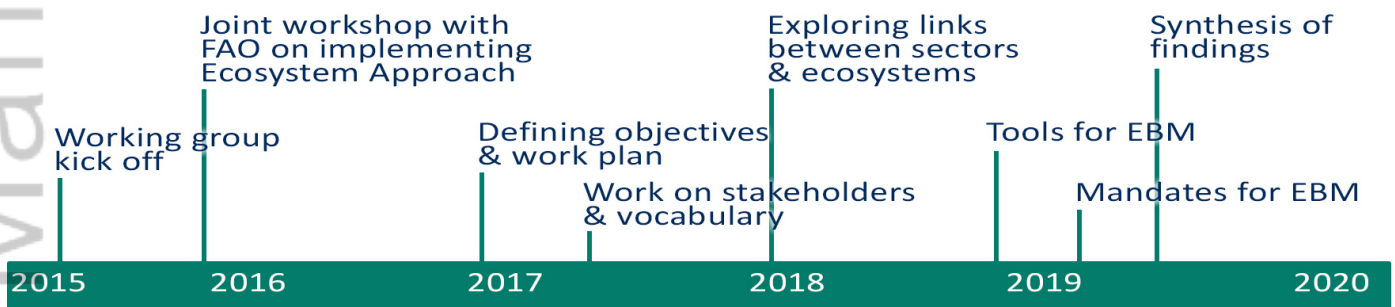 Joint workshop with
FAO on implementing
Ecosystem Approach
Exploring links
between sectors
& ecosystems
Synthesis of
findings
Working group
kick off
Defining objectives
& work plan
Tools for EBM
Work on stakeholders
& vocabulary
Mandates for EBM
2015 2016 2017 2018 2019 2020